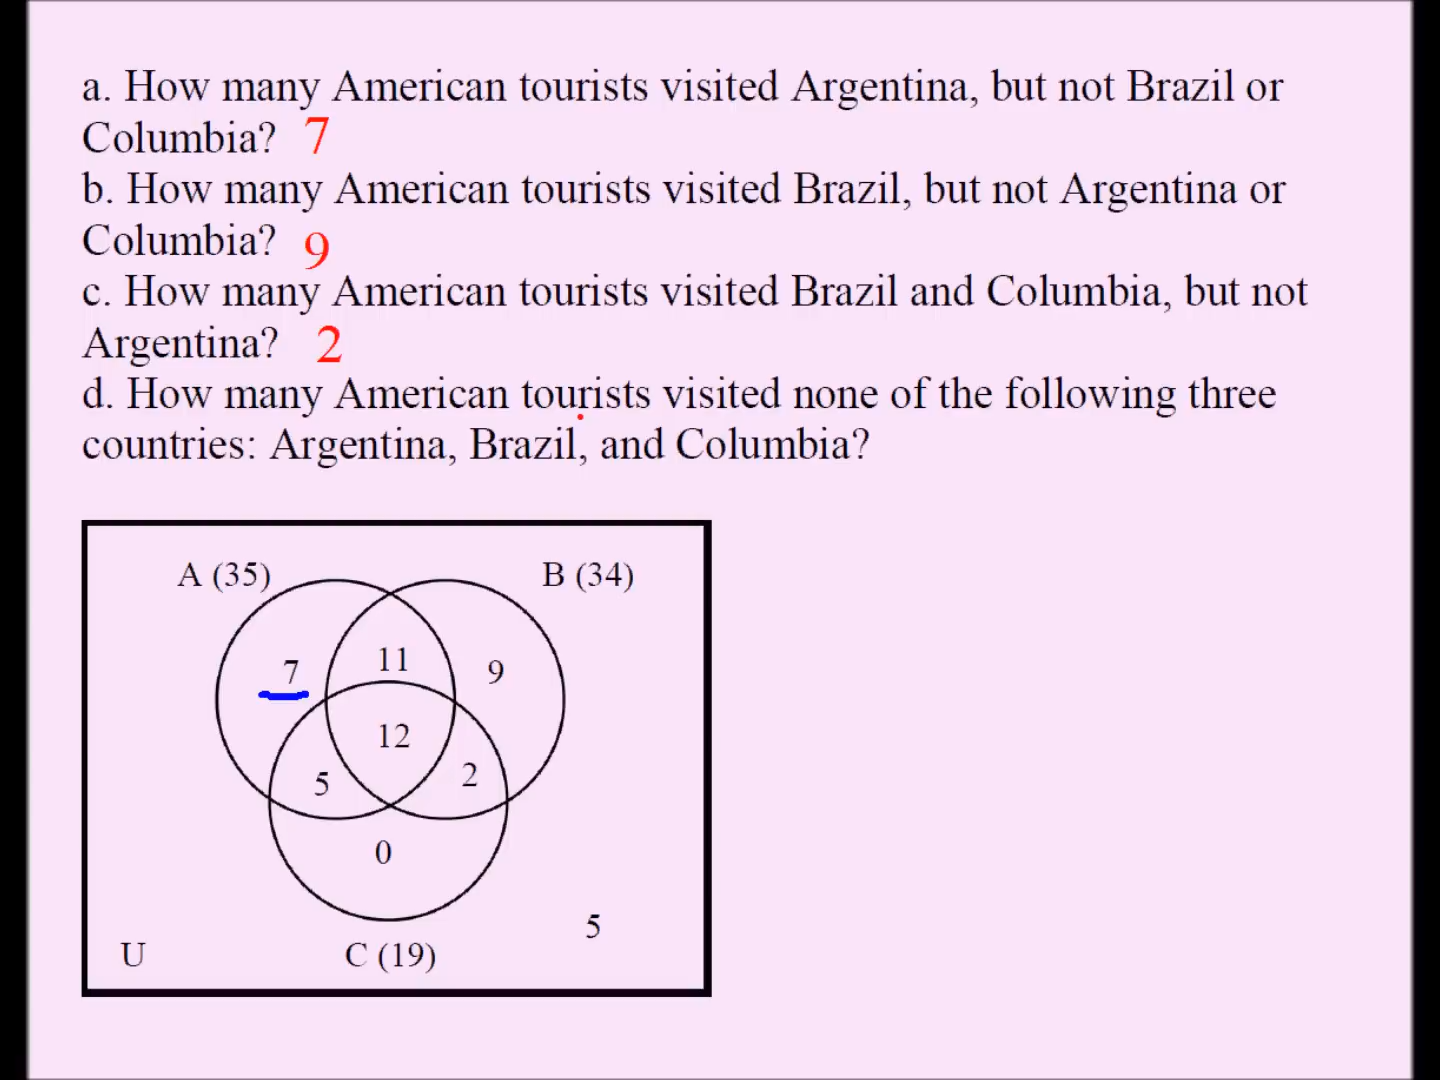 a. How many American tourists visited Argentina, but not Brazil or
Columbia? 7
b. How many American tourists visited Brazil, but not Argentina or
Columbia? 9
c. How many American tourists visited Brazil and Columbia, but not
Argentina? 2
d. How many American tourists visited none of the following three
countries: Argentina, Brazil, and Columbia?
A (35) B (34)
7 11 9
12
5 2
0
5
U C (19)